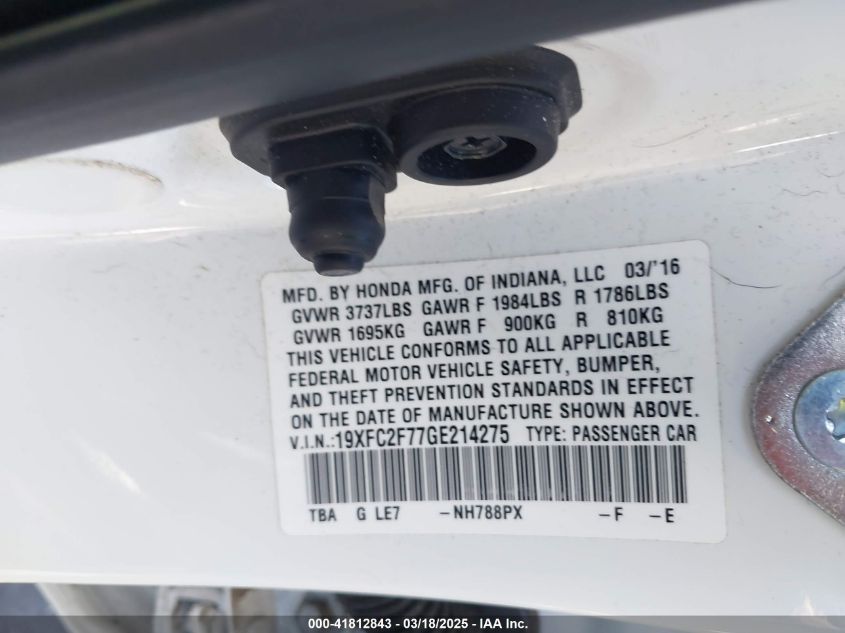 MFD. BY HONDA MFG. OF INDIANA, LLC 03/'16
GVWR 3737LBS GAWR F 1984LBS R 1786LBS
GVWR 1695KG GAWR F 900KG R 810KG
THIS VEHICLE CONFORMS TO ALL APPLICABLE
FEDERAL MOTOR VEHICLE SAFETY, BUMPER,
AND THEFT PREVENTION STANDARDS IN EFFECT
ON THE DATE OF MANUFACTURE SHOWN ABOVE.
V.I.N.:19XFC2F77GE214275 TYPE: PASSENGER CAR
TBA G LE7 -NH788PX -F -E
000-41812843 - 03/18/2025 - IAA Inc.